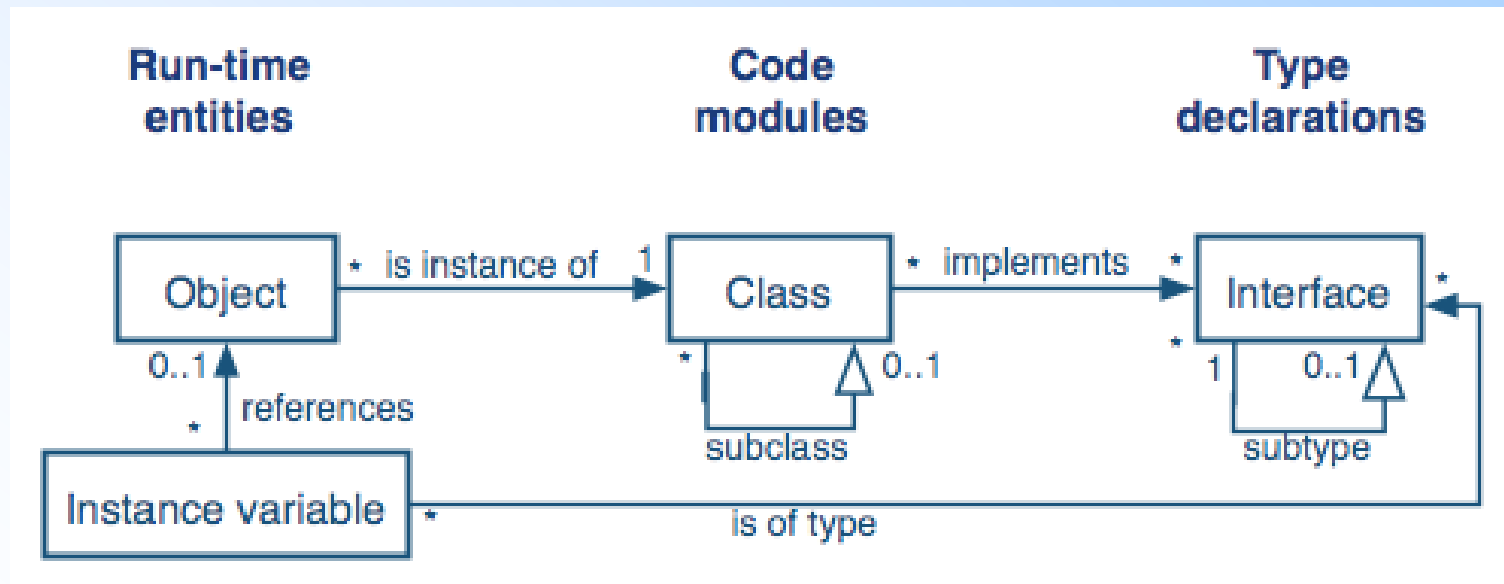 Run-time
entities
Code
modules
Type
declarations
Object
* is instance of 1
Class
* implements *
Interface
*
0..1
references
*
* 0..1
subclass
*
1 0..1
subtype
Instance variable
*
is of type